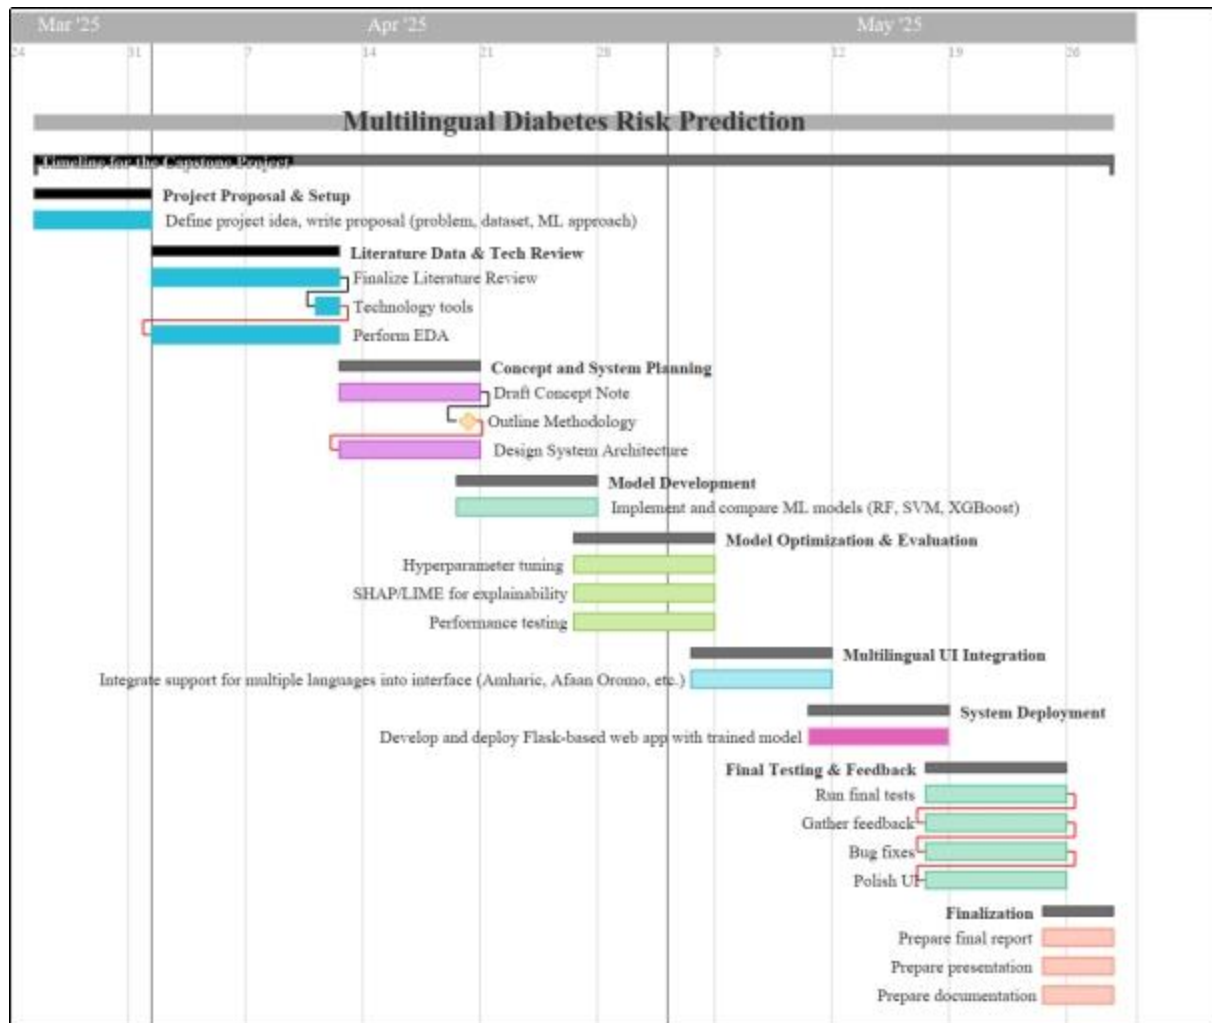 Mar '25 Apr '25 May '25
24 31 7 14 21 28 5 12 19 26
Multilingual Diabetes Risk Prediction
Timeline for the Capstone Project
Project Proposal & Setup
Define project idea, write proposal (problem, dataset, ML approach)
Literature Data & Tech Review
Finalize Literature Review
Technology tools
Perform EDA
Concept and System Planning
Draft Concept Note
Outline Methodology
Design System Architecture
Model Development
Implement and compare ML models (RF, SVM, XGBoost)
Model Optimization & Evaluation
Hyperparameter tuning
SHAP/LIME for explainability
Performance testing
Multilingual UI Integration
Integrate support for multiple languages into interface (Amharic, Afaan Oromo, etc.)
System Deployment
Develop and deploy Flask-based web app with trained model
Final Testing & Feedback
Run final tests
Gather feedback
Bug fixes
Polish UI
Finalization
Prepare final report
Prepare presentation
Prepare documentation